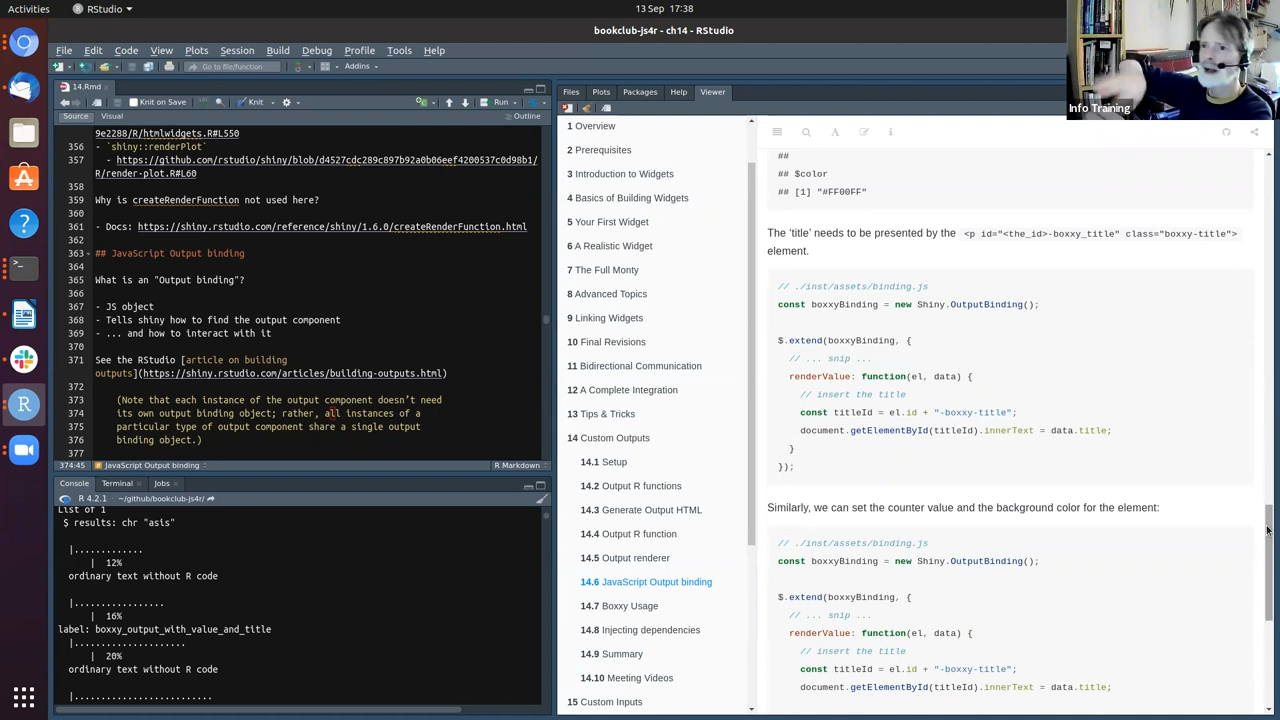 Activities
RStudio
13 Sep 17:38
bookclub-js4r - ch14 - RStudio
File Edit Code View Plots Session Build Debug Profile Tools Help
Go to file/function
Addins
Info Training
14.Rmd
Knit on Save
Knit
Run
Source Visual
Outline
9e2288/R/htmlwidgets.R#L550
356 - `shiny::renderPlot`
357 - https://github.com/rstudio/shiny/blob/d4527cdc289c897b92a0b06eef4200537c0d98b1/
R/render-plot.R#L60
358
359 Why is createRenderFunction not used here?
360
361 - Docs: https://shiny.rstudio.com/reference/shiny/1.6.0/createRenderFunction.html
362
363 ## JavaScript Output binding
364
365 What is an "Output binding"?
366
367 - JS object
368 - Tells shiny how to find the output component
369 - ... and how to interact with it
370
371 See the RStudio [article on building
outputs](https://shiny.rstudio.com/articles/building-outputs.html)
372
373 (Note that each instance of the output component doesn’t need
374 its own output binding object; rather, all instances of a
375 particular type of output component share a single output
376 binding object.)
377
374:45 JavaScript Output binding R Markdown
Console Terminal Jobs
R 4.2.1 · ~/github/bookclub-js4r/
List of 1
$ results: chr "asis"
|.............
| 12%
ordinary text without R code
|.................
| 16%
label: boxxy_output_with_value_and_title
|.....................
| 20%
ordinary text without R code
|..........................
Files Plots Packages Help Viewer
1 Overview
2 Prerequisites
3 Introduction to Widgets
4 Basics of Building Widgets
5 Your First Widget
6 A Realistic Widget
7 The Full Monty
8 Advanced Topics
9 Linking Widgets
10 Final Revisions
11 Bidirectional Communication
12 A Complete Integration
13 Tips & Tricks
14 Custom Outputs
14.1 Setup
14.2 Output R functions
14.3 Generate Output HTML
14.4 Output R function
14.5 Output renderer
14.6 JavaScript Output binding
14.7 Boxxy Usage
14.8 Injecting dependencies
14.9 Summary
14.10 Meeting Videos
15 Custom Inputs
##
## $color
## [1] "#FF00FF"
The ‘title’ needs to be presented by the <p id="<the_id>-boxxy_title" class="boxxy-title">
element.
// ./inst/assets/binding.js
const boxxyBinding = new Shiny.OutputBinding();
$.extend(boxxyBinding, {
// ... snip ...
renderValue: function(el, data) {
// insert the title
const titleId = el.id + "-boxxy-title";
document.getElementById(titleId).innerText = data.title;
}
});
Similarly, we can set the counter value and the background color for the element:
// ./inst/assets/binding.js
const boxxyBinding = new Shiny.OutputBinding();
$.extend(boxxyBinding, {
// ... snip ...
renderValue: function(el, data) {
// insert the title
const titleId = el.id + "-boxxy-title";
document.getElementById(titleId).innerText = data.title;